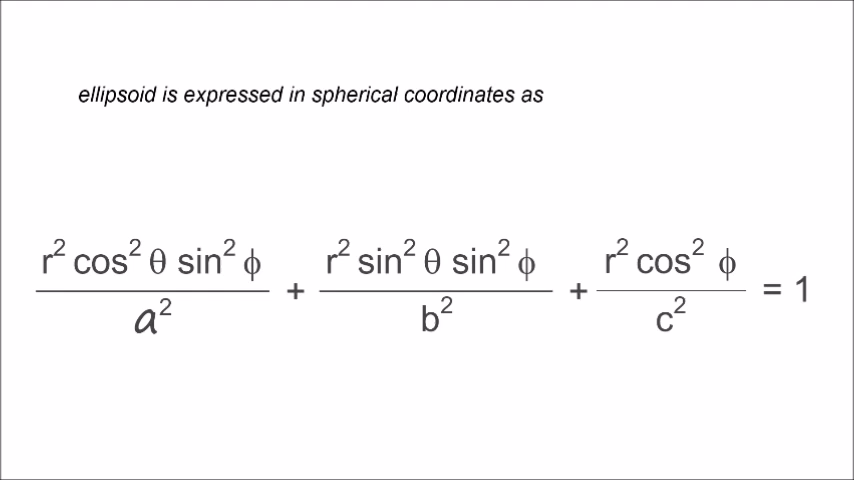 ellipsoid is expressed in spherical coordinates as
r² cos² θ sin² ϕ / a² + r² sin² θ sin² ϕ / b² + r² cos² ϕ / c² = 1